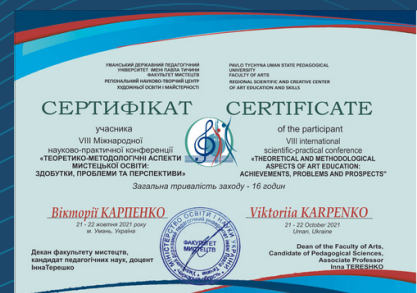 УМАНСЬКИЙ ДЕРЖАВНИЙ ПЕДАГОГІЧНИЙ
УНІВЕРСИТЕТ ІМЕНІ ПАВЛА ТИЧИНИ
ФАКУЛЬТЕТ МИСТЕЦТВ
РЕГІОНАЛЬНИЙ НАУКОВО-ТВОРЧИЙ ЦЕНТР
ХУДОЖНЬОЇ ОСВІТИ І МАЙСТЕРНОСТІ
PAVLO TYCHYNA UMAN STATE PEDAGOGICAL
UNIVERSITY
FACULTY OF ARTS
REGIONAL SCIENTIFIC AND CREATIVE CENTER
OF ART EDUCATION AND SKILLS
СЕРТИФІКАТ
учасника
VIII Міжнародної
науково-практичної конференції
«ТЕОРЕТИКО-МЕТОДОЛОГІЧНІ АСПЕКТИ
МИСТЕЦЬКОЇ ОСВІТИ:
ЗДОБУТКИ, ПРОБЛЕМИ ТА ПЕРСПЕКТИВИ»
CERTIFICATE
of the participant
VIII international
scientific-practical conference
«THEORETICAL AND METHODOLOGICAL
ASPECTS OF ART EDUCATION:
ACHIEVEMENTS, PROBLEMS AND PROSPECTS"
Загальна тривалість заходу - 16 годин
Вікторії КАРПЕНКО
21 - 22 жовтня 2021 року
м. Умань, Україна
Viktoriia KARPENKO
21 - 22 October 2021
Uman, Ukraine
Декан факультету мистецтв,
кандидат педагогічних наук, доцент
ІннаТерешко
ФАКУЛЬТЕТ
МИСТЕЦТВ
Dean of the Faculty of Arts,
Candidate of Pedagogical Sciences,
Associate Professor
Inna TERESHKO